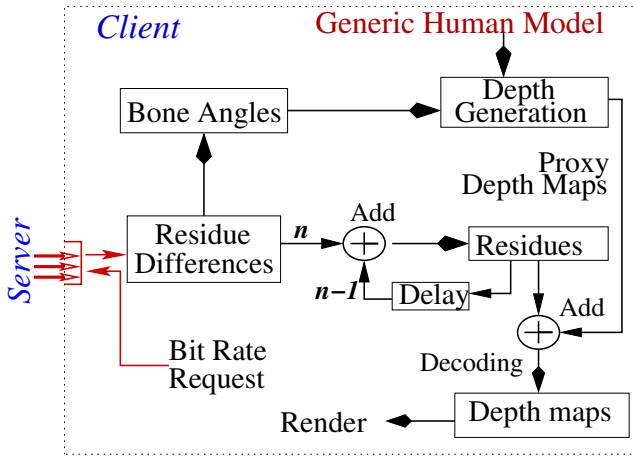 Client
Generic Human Model
Bone Angles
Depth
Generation
Proxy
Depth Maps
Server
Residue
Differences
n
Add
n-1
Delay
Residues
Add
Bit Rate
Request
Decoding
Render
Depth maps